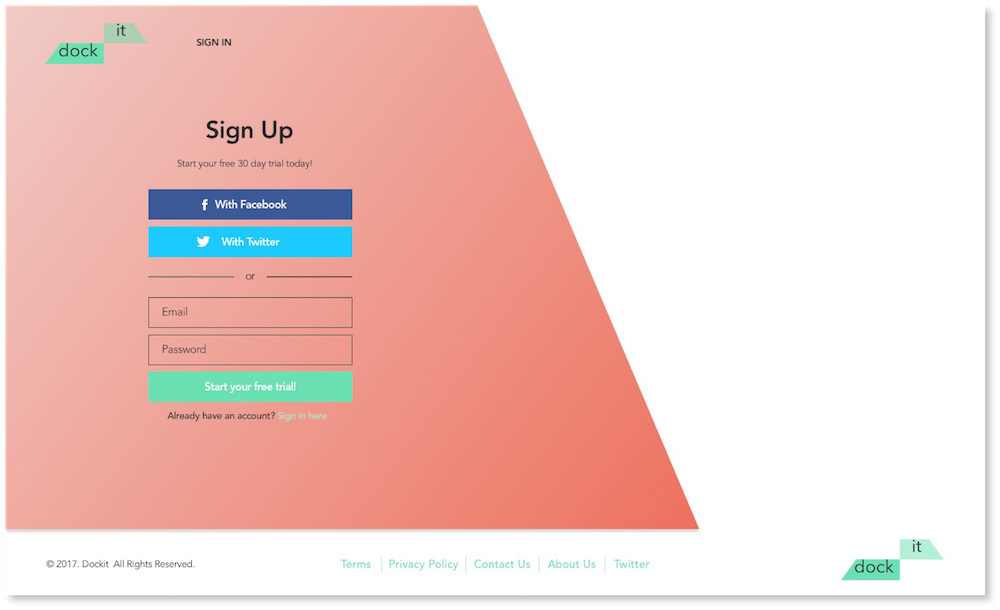 it
dock
SIGN IN
Sign Up
Start your free 30 day trial today!
f With Facebook
With Twitter
or
Email
Password
Start your free trial!
Already have an account? Sign in here
© 2017. Dockit All Rights Reserved.
Terms
Privacy Policy
Contact Us
About Us
Twitter
it
dock